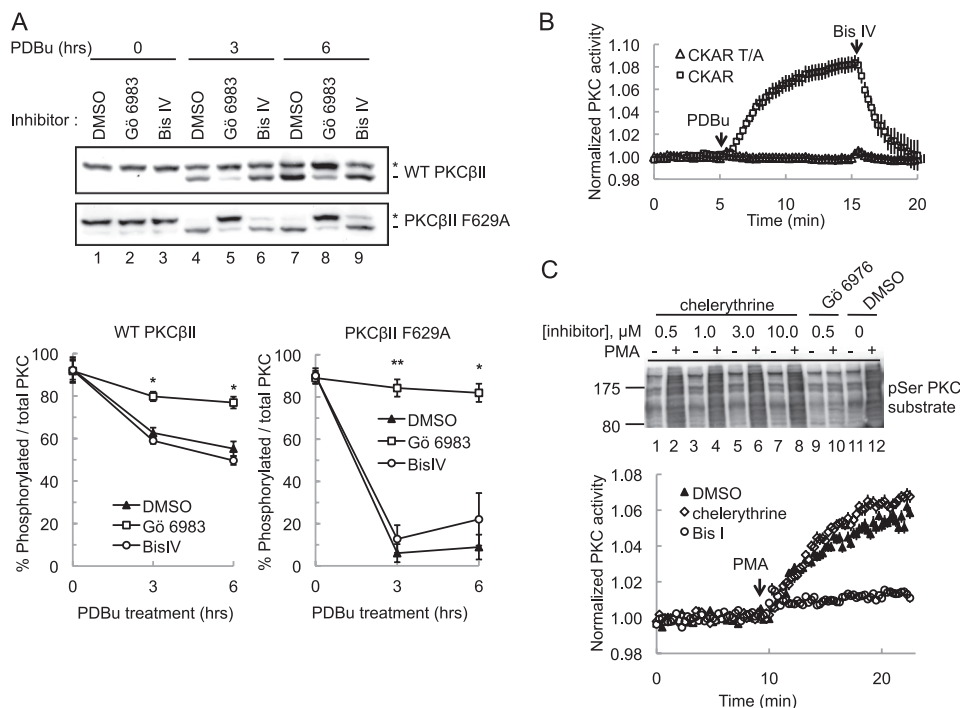 A
PDBu (hrs) 0 3 6
Inhibitor : DMSO Gö 6983 Bis IV DMSO Gö 6983 Bis IV DMSO Gö 6983 Bis IV
* - WT PKCβII
* - PKCβII F629A
1 2 3 4 5 6 7 8 9
WT PKCβII
% Phosphorylated / total PKC
100
80
60
40
20
0
* *
DMSO
Gö 6983
BisIV
0 3 6
PDBu treatment (hrs)
PKCβII F629A
% Phosphorylated / total PKC
100
80
60
40
20
0
** *
DMSO
Gö 6983
BisIV
0 3 6
PDBu treatment (hrs)
B
Normalized PKC activity
1.10
1.08
1.06
1.04
1.02
1.00
0.98
CKAR T/A
CKAR
PDBu
Bis IV
0 5 10 15 20
Time (min)
C
chelerythrine Gö 6976 DMSO
[inhibitor], μM 0.5 1.0 3.0 10.0 0.5 0
PMA - + - + - + - + - + - +
175
80
pSer PKC
substrate
1 2 3 4 5 6 7 8 9 10 11 12
Normalized PKC activity
1.08
1.06
1.04
1.02
1.00
0.98
DMSO
chelerythrine
Bis I
PMA
0 10 20
Time (min)